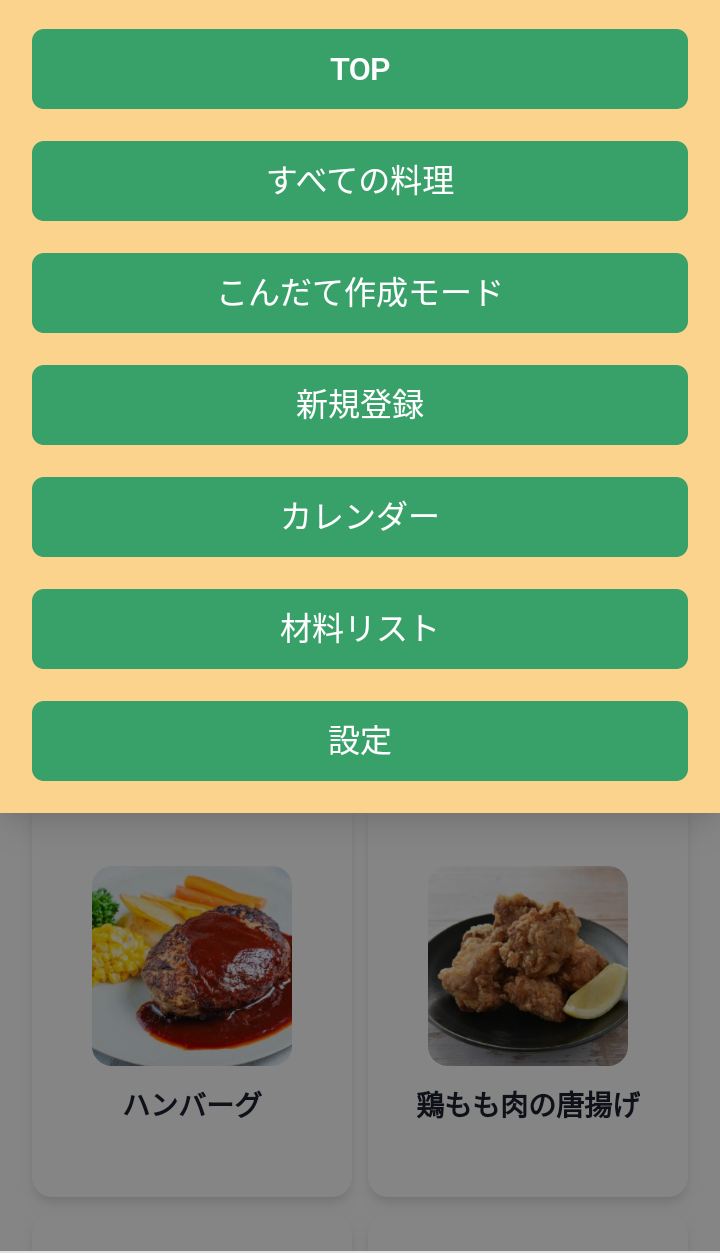 TOP
すべての料理
こんだて作成モード
新規登録
カレンダー
材料リスト
設定
ハンバーグ
鶏もも肉の唐揚げ